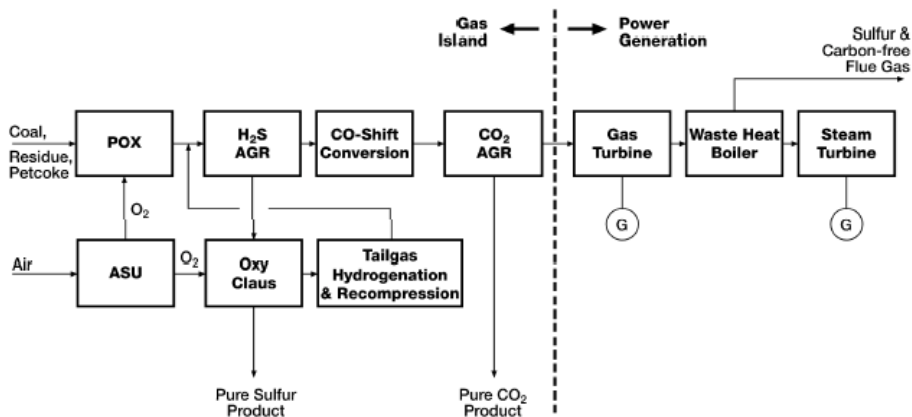 Gas
Island
Power
Generation
Sulfur &
Carbon-free
Flue Gas
Coal,
Residue,
Petcoke
POX
H₂S
AGR
CO-Shift
Conversion
CO₂
AGR
Gas
Turbine
Waste Heat
Boiler
Steam
Turbine
G
G
O₂
Air
ASU
O₂
Oxy
Claus
Tailgas
Hydrogenation
& Recompression
Pure Sulfur
Product
Pure CO₂
Product